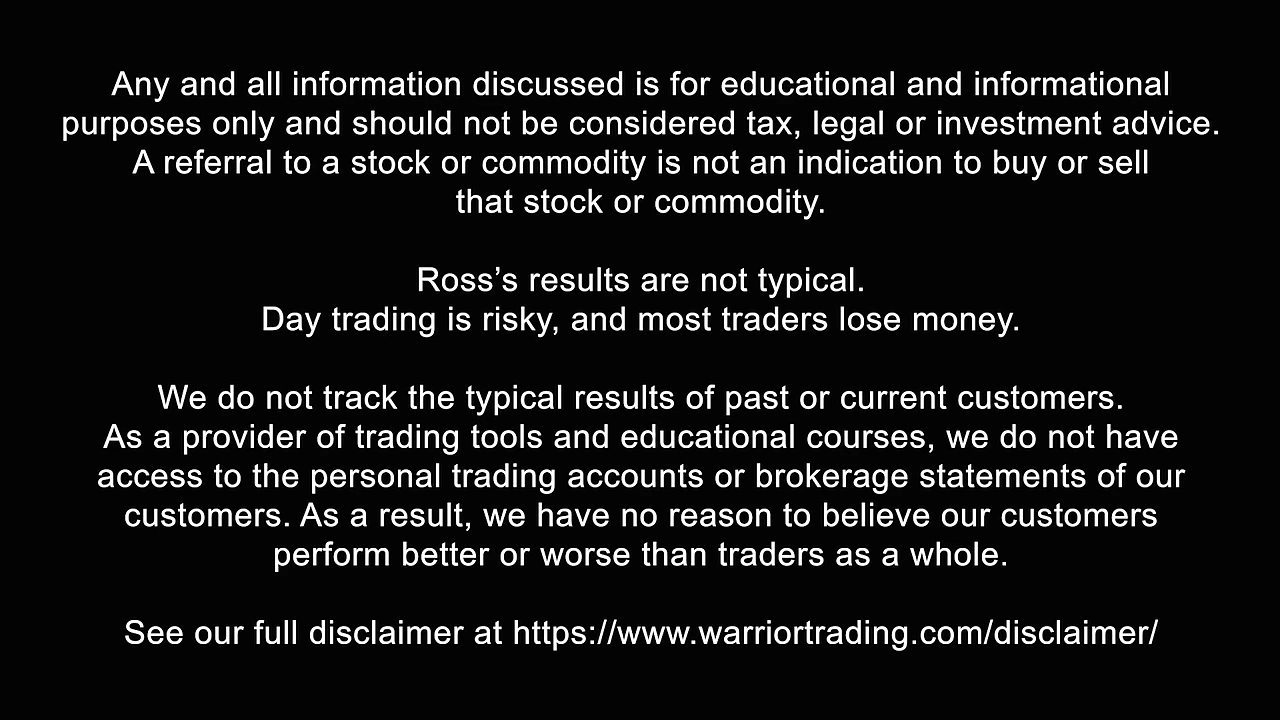 Any and all information discussed is for educational and informational
purposes only and should not be considered tax, legal or investment advice.
A referral to a stock or commodity is not an indication to buy or sell
that stock or commodity.
Ross’s results are not typical.
Day trading is risky, and most traders lose money.
We do not track the typical results of past or current customers.
As a provider of trading tools and educational courses, we do not have
access to the personal trading accounts or brokerage statements of our
customers. As a result, we have no reason to believe our customers
perform better or worse than traders as a whole.
See our full disclaimer at https://www.warriortrading.com/disclaimer/